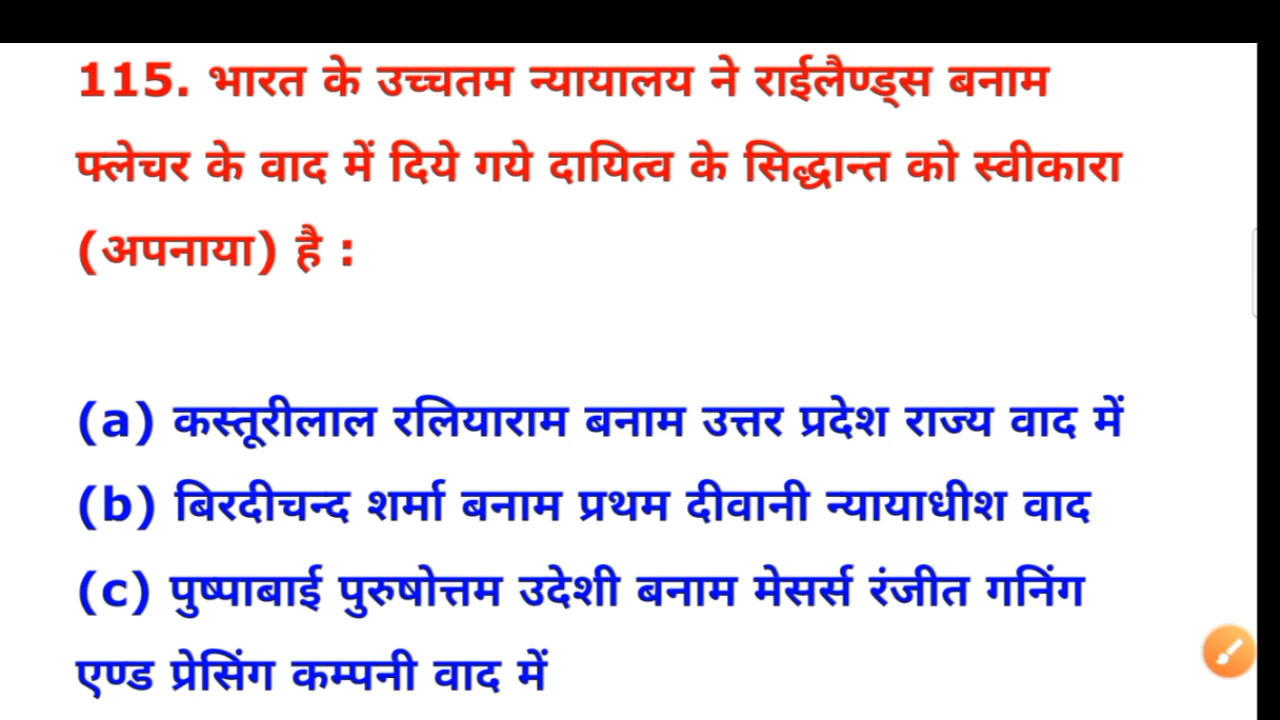 115. भारत के उच्चतम न्यायालय ने राईलैण्ड्स बनाम
फ्लेचर के वाद में दिये गये दायित्व के सिद्धान्त को स्वीकारा
(अपनाया) है :
(a) कस्तूरीलाल रलियाराम बनाम उत्तर प्रदेश राज्य वाद में
(b) बिरदीचन्द शर्मा बनाम प्रथम दीवानी न्यायाधीश वाद
(c) पुष्पाबाई पुरुषोत्तम उदेशी बनाम मेसर्स रंजीत गनिंग
एण्ड प्रेसिंग कम्पनी वाद में